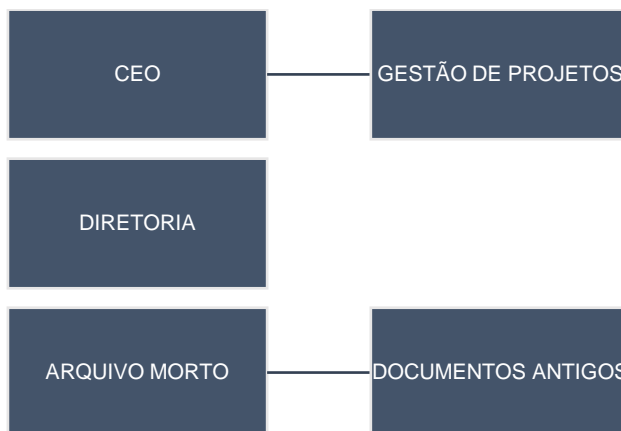 CEO
GESTÃO DE PROJETOS
DIRETORIA
ARQUIVO MORTO
DOCUMENTOS ANTIGOS